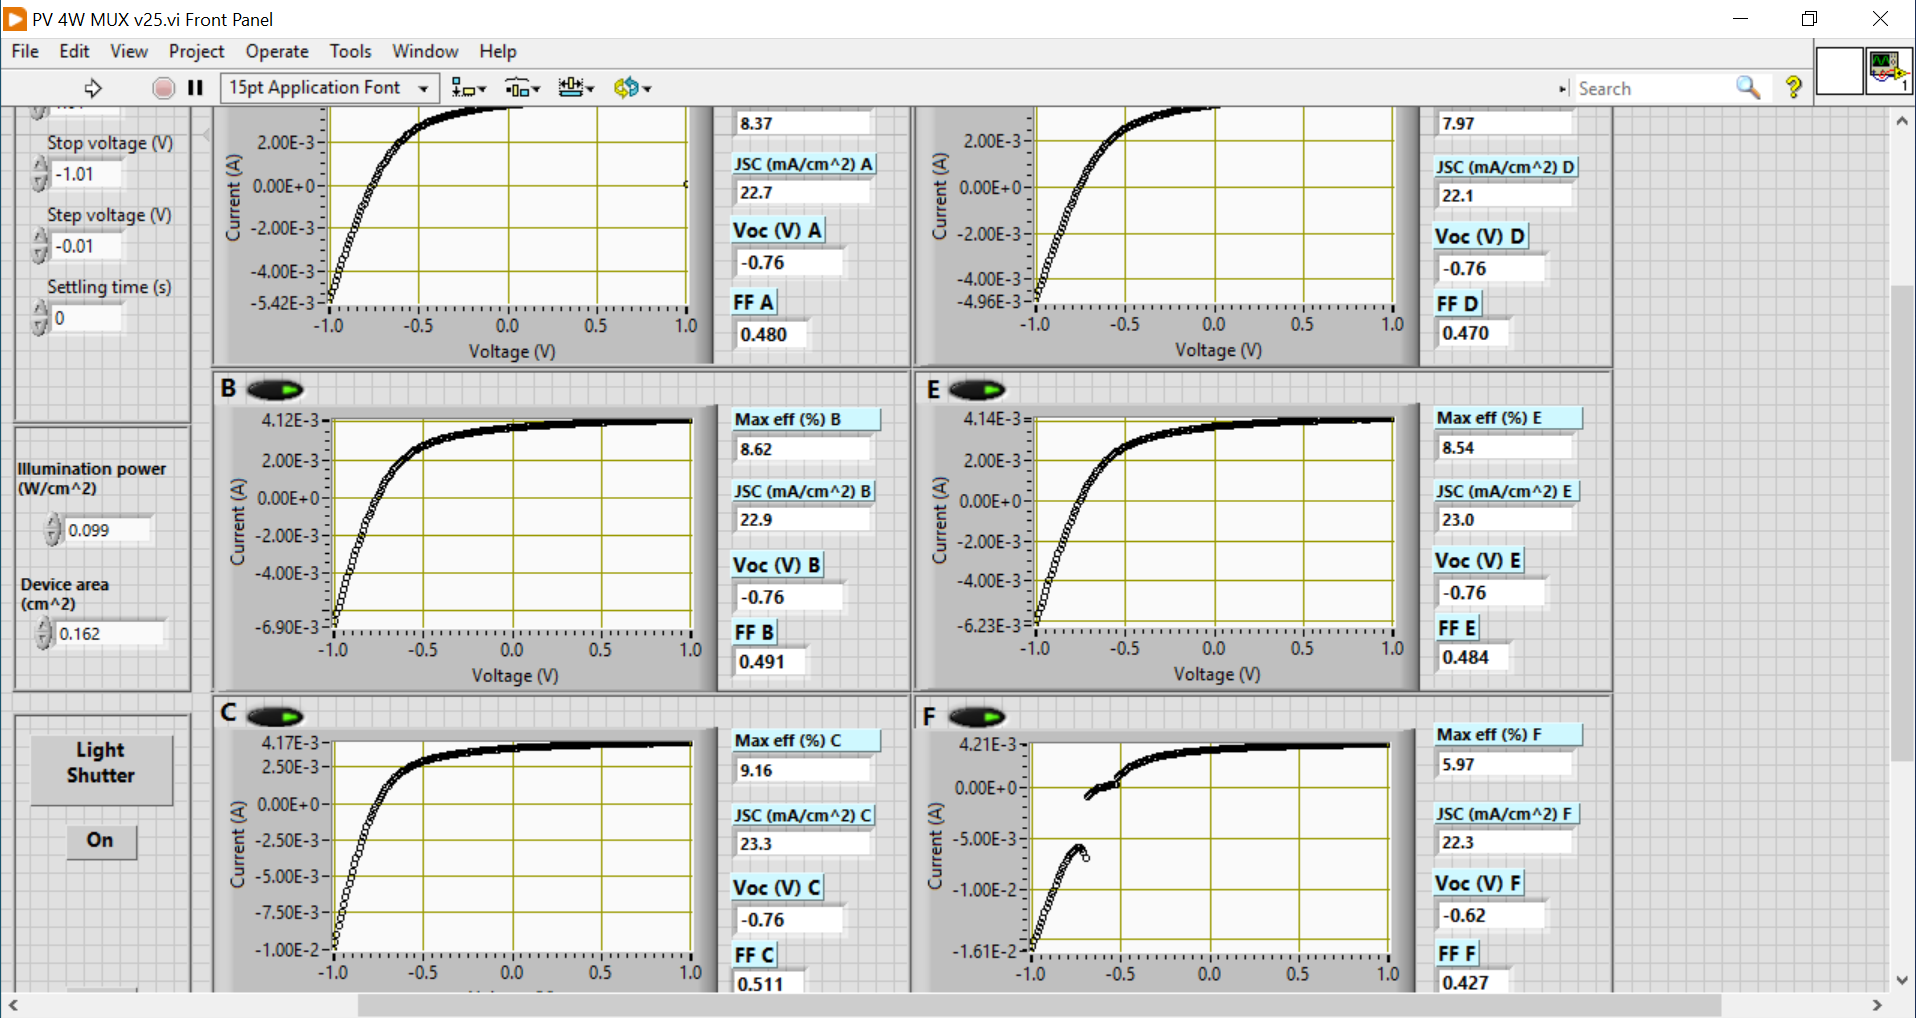 PV 4W MUX v25.vi Front Panel
File Edit View Project Operate Tools Window Help
15pt Application Font
Search
1
Stop voltage (V)
-1.01
Step voltage (V)
-0.01
Settling time (s)
0
Illumination power
(W/cm^2)
0.099
Device area
(cm^2)
0.162
Light
Shutter
On
Current (A)
2.00E-3
0.00E+0
-2.00E-3
-4.00E-3
-5.42E-3
-1.0 -0.5 0.0 0.5 1.0
Voltage (V)
8.37
JSC (mA/cm^2) A
22.7
Voc (V) A
-0.76
FF A
0.480
Current (A)
2.00E-3
0.00E+0
-2.00E-3
-4.00E-3
-4.96E-3
-1.0 -0.5 0.0 0.5 1.0
Voltage (V)
7.97
JSC (mA/cm^2) D
22.1
Voc (V) D
-0.76
FF D
0.470
B
Current (A)
4.12E-3
2.00E-3
0.00E+0
-2.00E-3
-4.00E-3
-6.90E-3
-1.0 -0.5 0.0 0.5 1.0
Voltage (V)
Max eff (%) B
8.62
JSC (mA/cm^2) B
22.9
Voc (V) B
-0.76
FF B
0.491
E
Current (A)
4.14E-3
2.00E-3
0.00E+0
-2.00E-3
-4.00E-3
-6.23E-3
-1.0 -0.5 0.0 0.5 1.0
Voltage (V)
Max eff (%) E
8.54
JSC (mA/cm^2) E
23.0
Voc (V) E
-0.76
FF E
0.484
C
Current (A)
4.17E-3
2.50E-3
0.00E+0
-2.50E-3
-5.00E-3
-7.50E-3
-1.00E-2
-1.0 -0.5 0.0 0.5 1.0
Max eff (%) C
9.16
JSC (mA/cm^2) C
23.3
Voc (V) C
-0.76
FF C
0.511
F
Current (A)
4.21E-3
0.00E+0
-5.00E-3
-1.00E-2
-1.61E-2
-1.0 -0.5 0.0 0.5 1.0
Max eff (%) F
5.97
JSC (mA/cm^2) F
22.3
Voc (V) F
-0.62
FF F
0.427